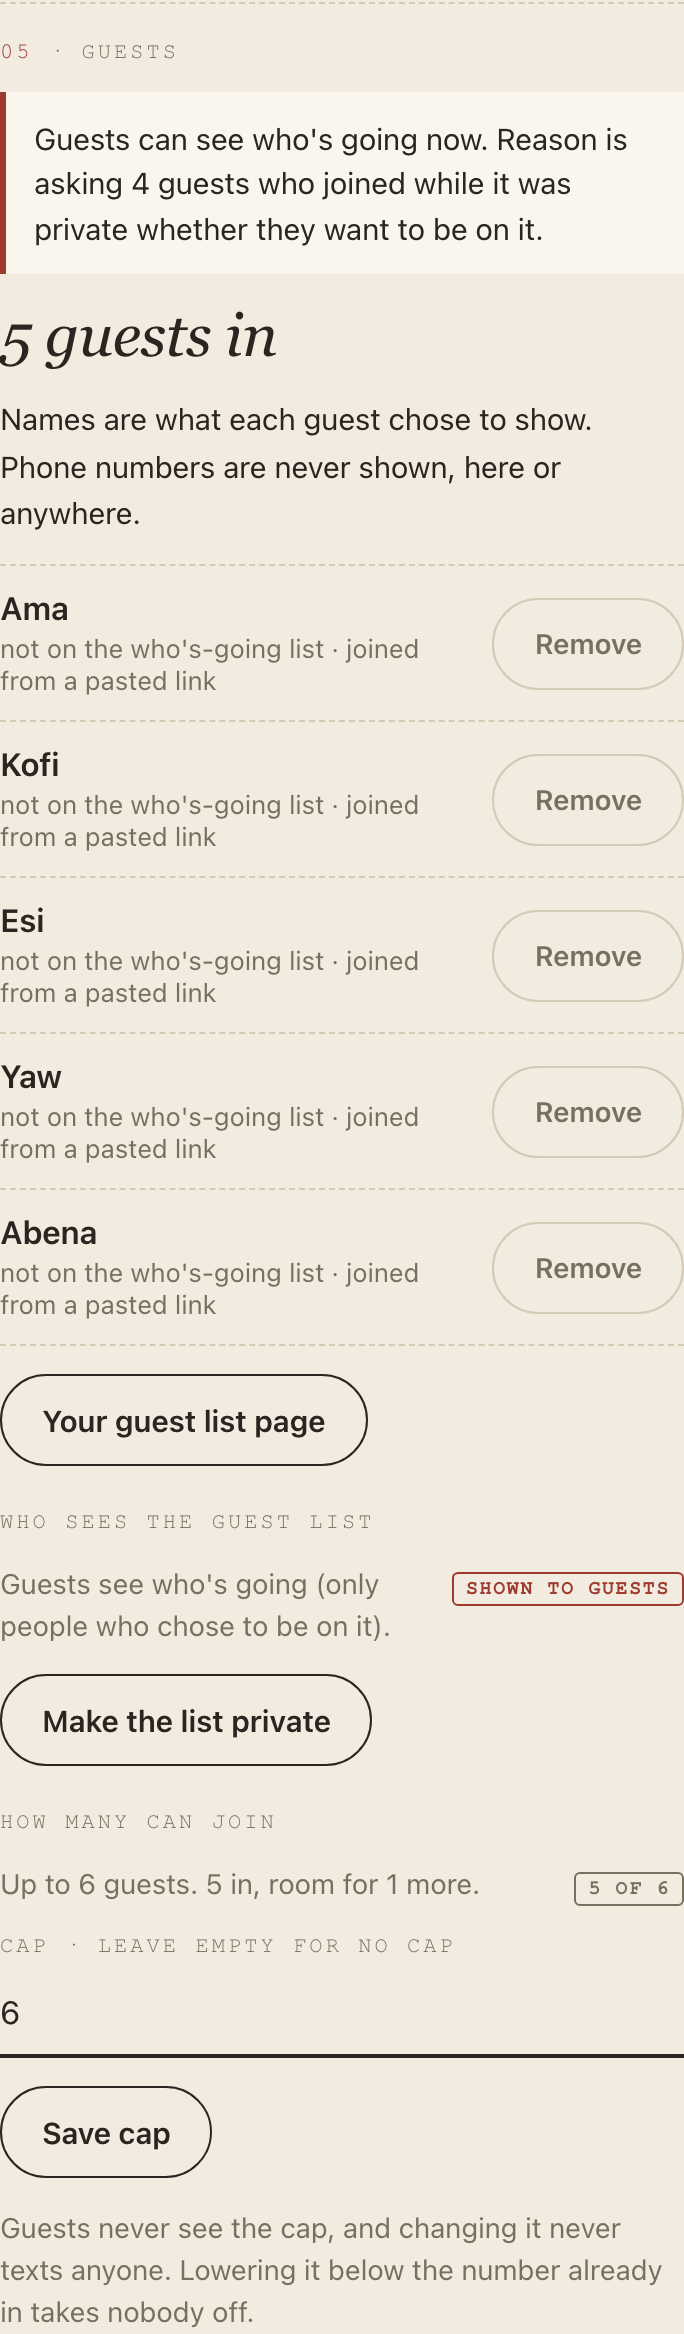 05 · GUESTS
Guests can see who's going now. Reason is
asking 4 guests who joined while it was
private whether they want to be on it.
5 guests in
Names are what each guest chose to show.
Phone numbers are never shown, here or
anywhere.
Ama
not on the who's-going list · joined
from a pasted link
Remove
Kofi
not on the who's-going list · joined
from a pasted link
Remove
Esi
not on the who's-going list · joined
from a pasted link
Remove
Yaw
not on the who's-going list · joined
from a pasted link
Remove
Abena
not on the who's-going list · joined
from a pasted link
Remove
Your guest list page
WHO SEES THE GUEST LIST
Guests see who's going (only
people who chose to be on it).
SHOWN TO GUESTS
Make the list private
HOW MANY CAN JOIN
Up to 6 guests. 5 in, room for 1 more.
5 OF 6
CAP · LEAVE EMPTY FOR NO CAP
6
Save cap
Guests never see the cap, and changing it never
texts anyone. Lowering it below the number already
in takes nobody off.